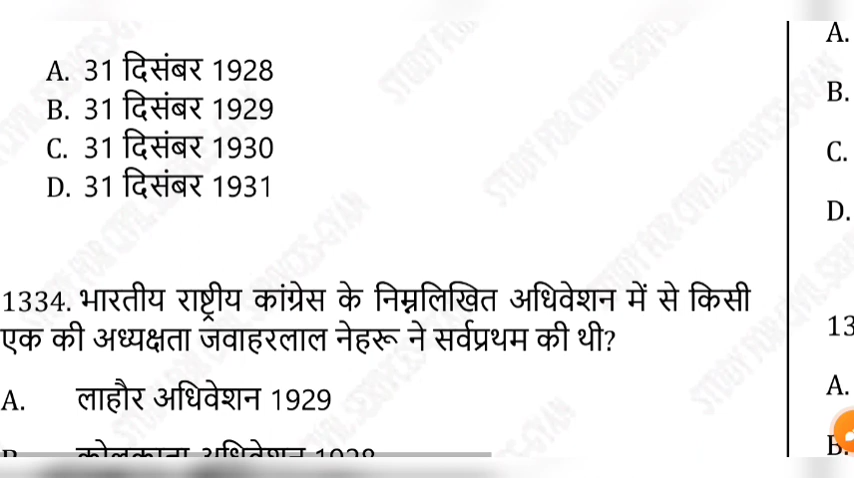 A. 31 दिसंबर 1928
B. 31 दिसंबर 1929
C. 31 दिसंबर 1930
D. 31 दिसंबर 1931
1334. भारतीय राष्ट्रीय कांग्रेस के निम्नलिखित अधिवेशन में से किसी
एक की अध्यक्षता जवाहरलाल नेहरू ने सर्वप्रथम की थी?
A. लाहौर अधिवेशन 1929
A.
B.
C.
D.
13
A.
B.